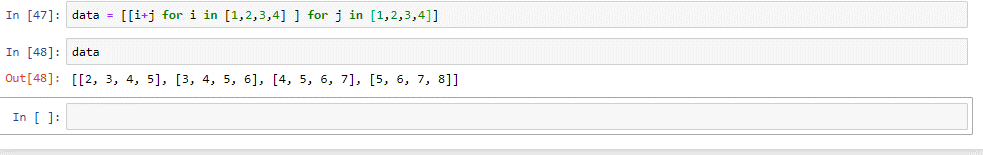 In [47]: data = [[i+j for i in [1,2,3,4] ] for j in [1,2,3,4]]
In [48]: data
Out[48]: [[2, 3, 4, 5], [3, 4, 5, 6], [4, 5, 6, 7], [5, 6, 7, 8]]
In [ ]: